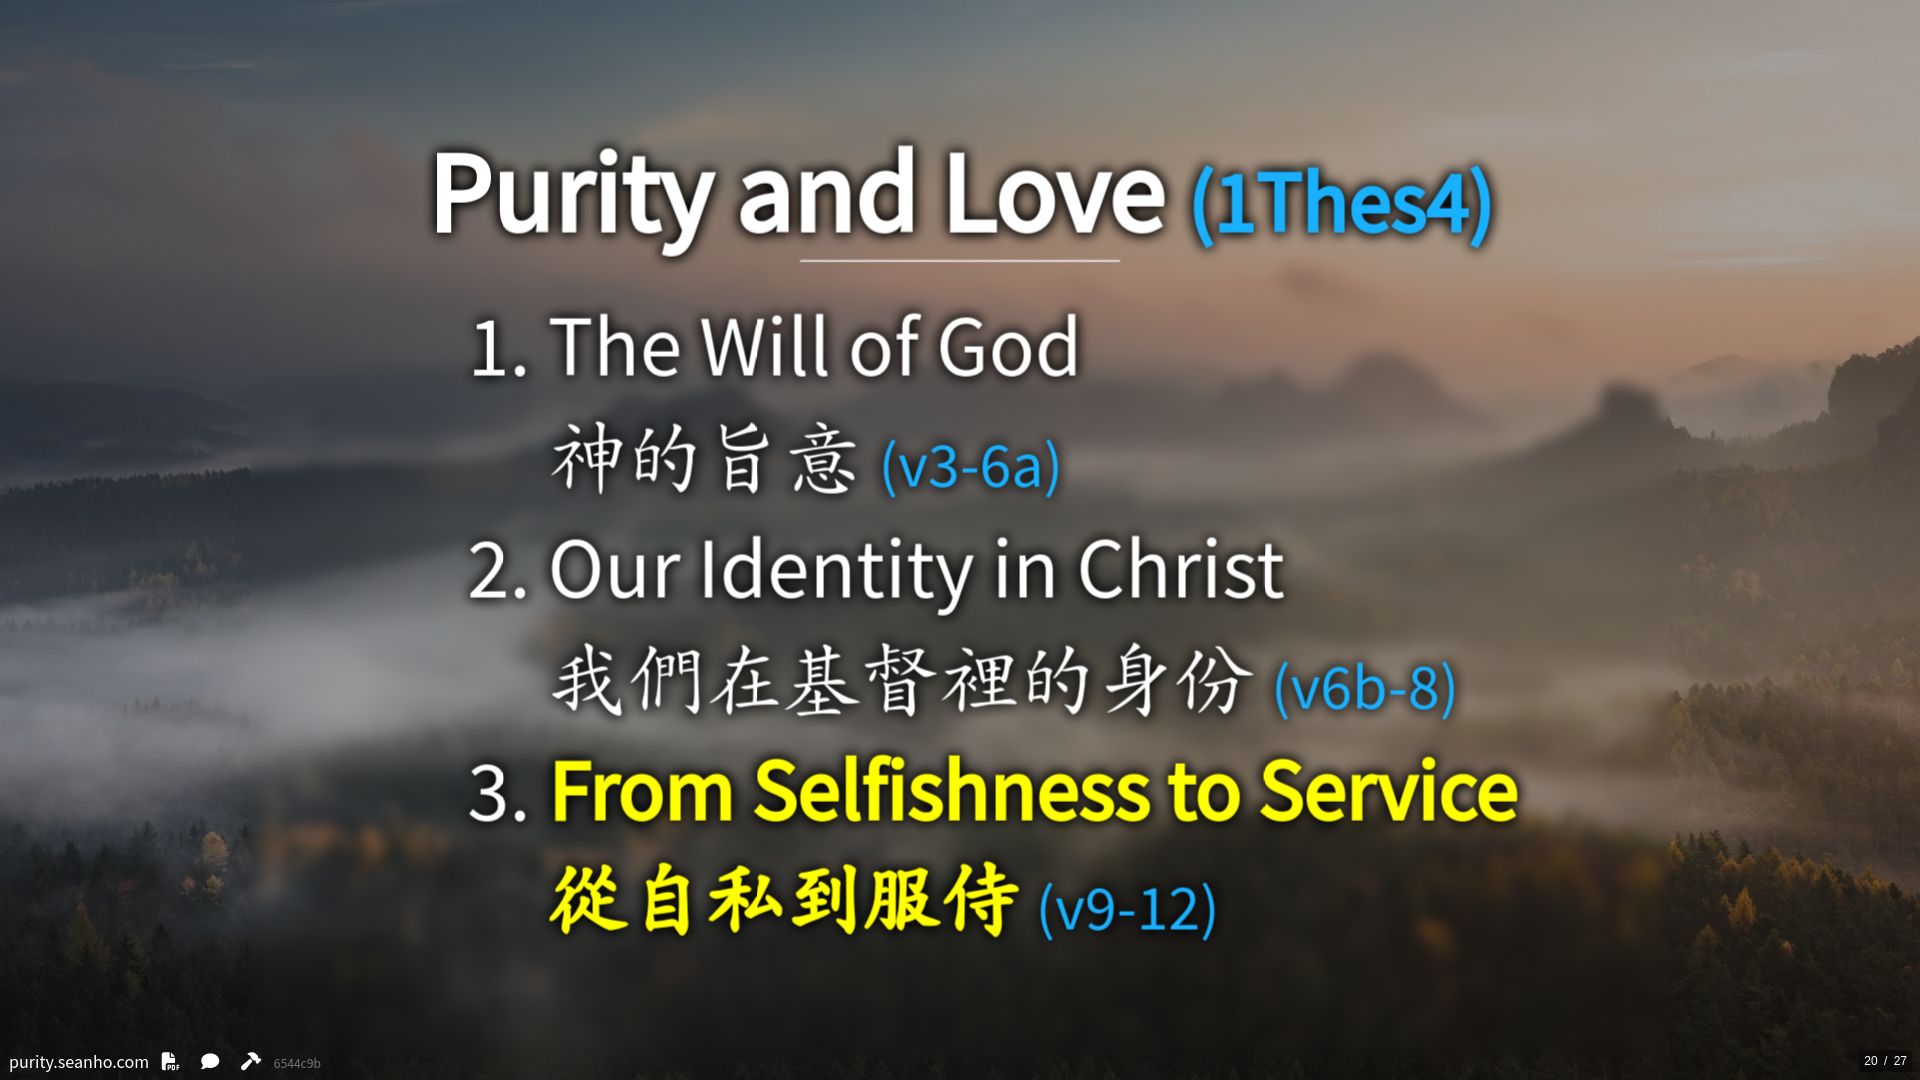 Purity and Love (1Thes4)
1. The Will of God
神的旨意 (v3-6a)
2. Our Identity in Christ
我們在基督裡的身份 (v6b-8)
3. From Selfishness to Service
從自私到服侍 (v9-12)
purity.seanho.com PDF 6544c9b
20 / 27